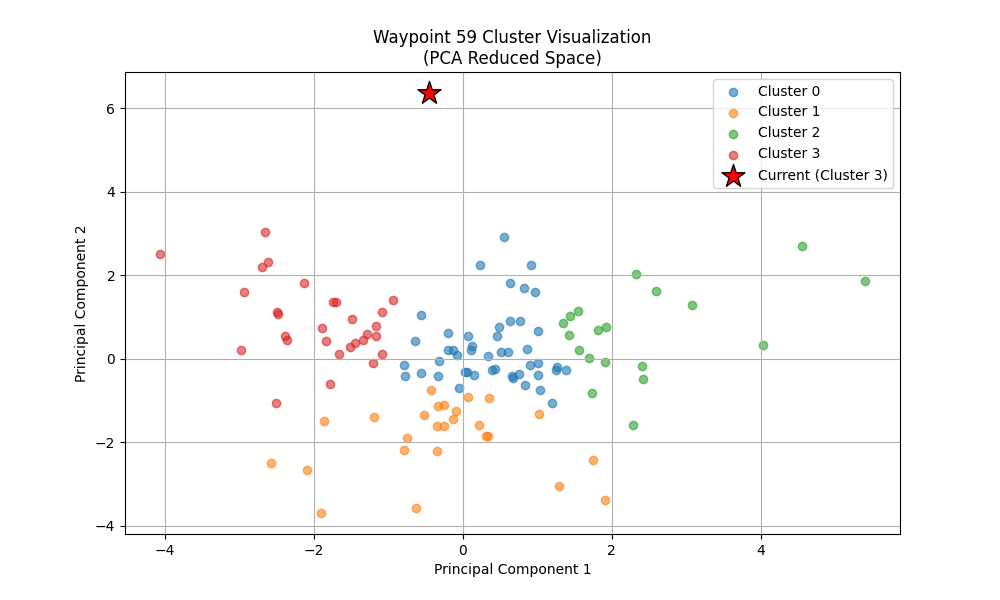 Waypoint 59 Cluster Visualization
(PCA Reduced Space)
Cluster 0
Cluster 1
Cluster 2
Cluster 3
Current (Cluster 3)
Principal Component 2
6
4
2
0
−2
−4
−4
−2
0
2
4
Principal Component 1